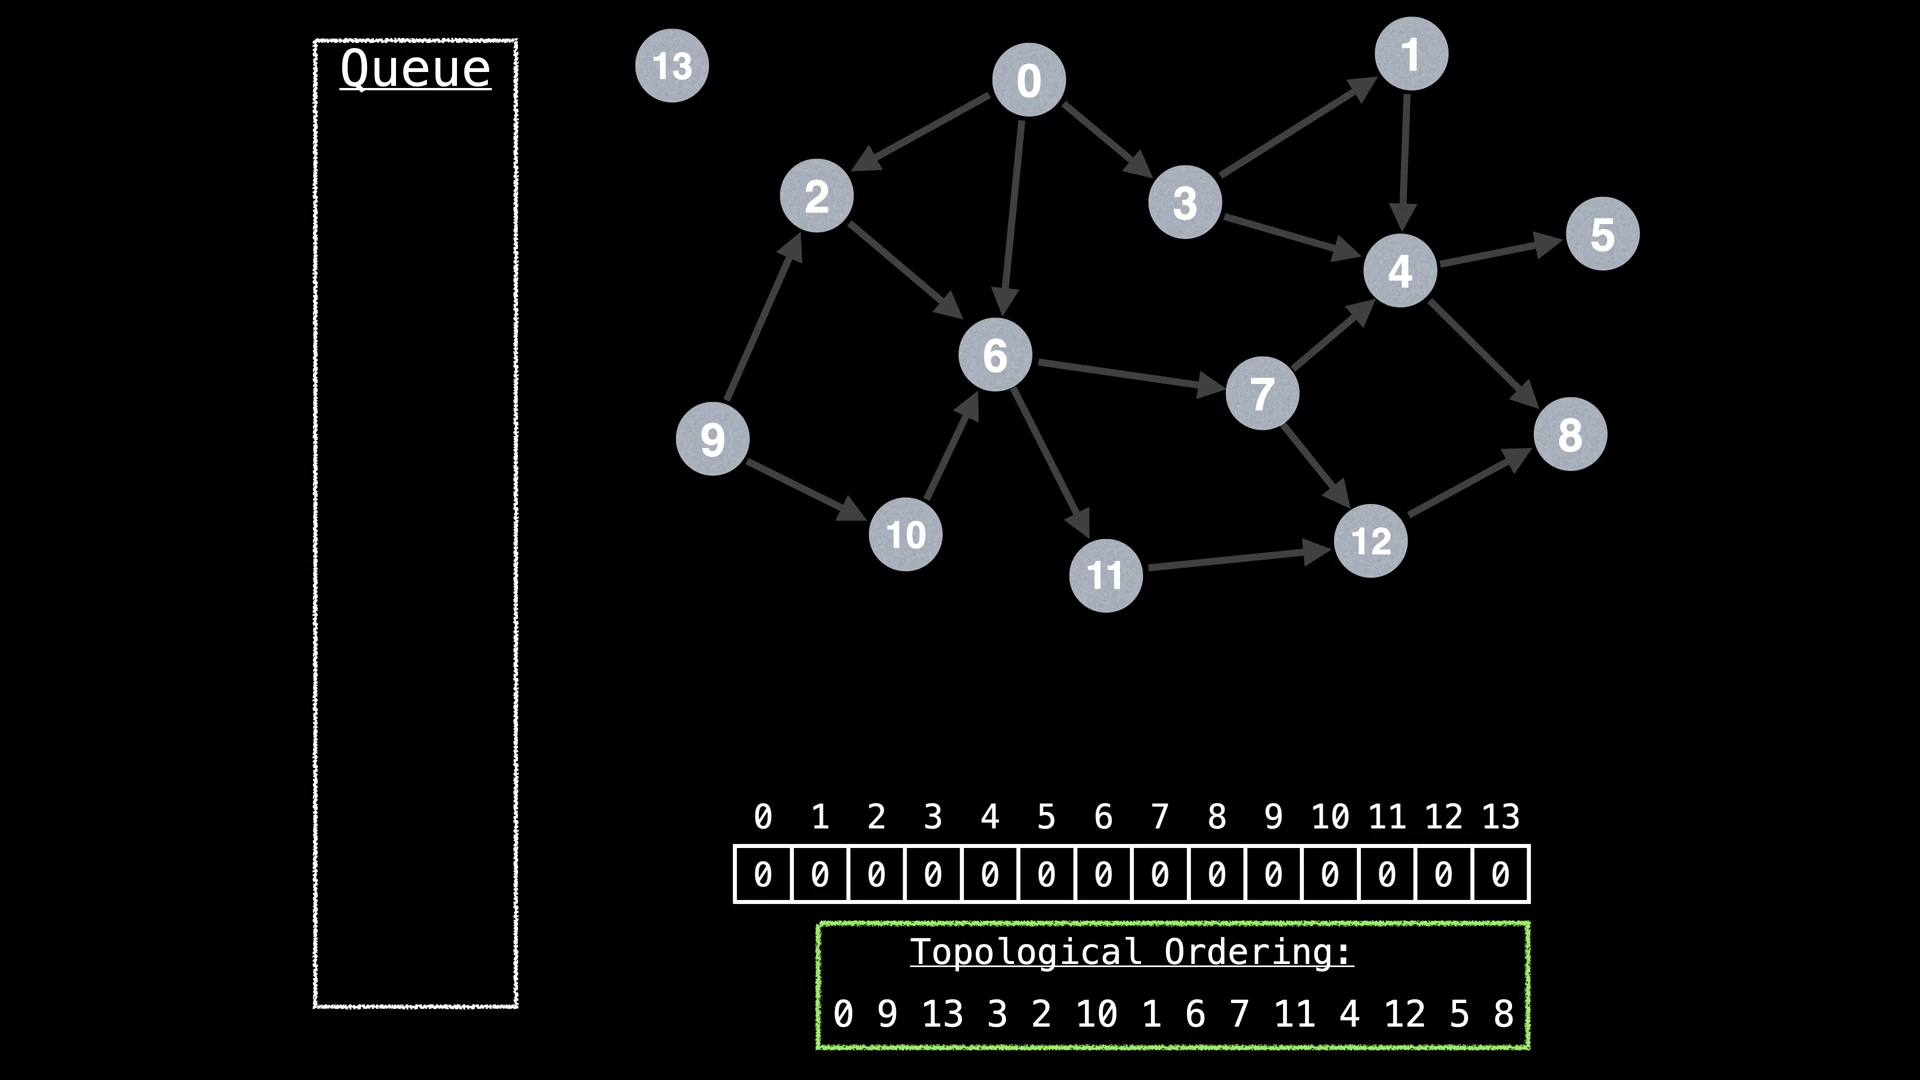 Queue
13
0
1
2
3
5
4
6
7
9
8
10
12
11
0 1 2 3 4 5 6 7 8 9 10 11 12 13
0 0 0 0 0 0 0 0 0 0 0 0 0 0
Topological Ordering:
0 9 13 3 2 10 1 6 7 11 4 12 5 8